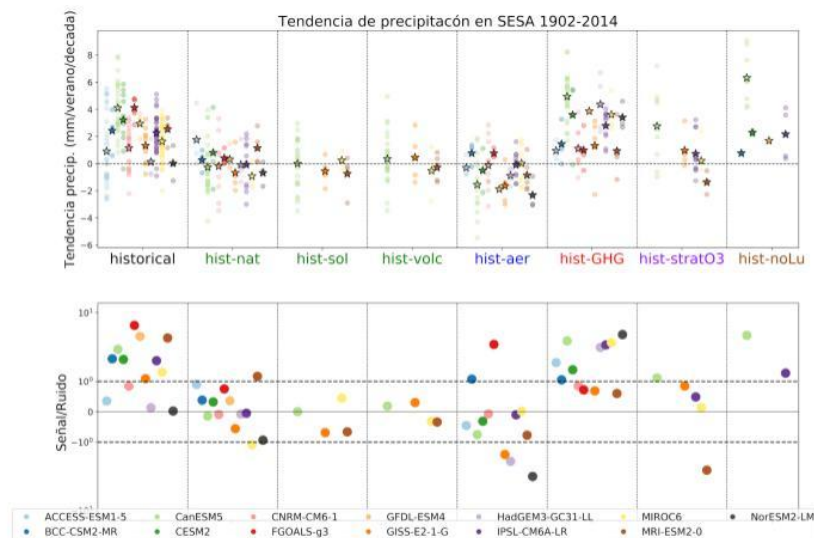 Tendencia de precipitacón en SESA 1902-2014
Tendencia precip. (mm/verano/decada)
8
6
4
2
0
−2
−4
−6
historical hist-nat hist-sol hist-volc hist-aer hist-GHG hist-stratO3 hist-noLu
Señal/Ruido
10¹
10⁰
0
−10⁰
ACCESS-ESM1-5 CanESM5 CNRM-CM6-1 GFDL-ESM4 HadGEM3-GC31-LL MIROC6 NorESM2-LM
BCC-CSM2-MR CESM2 FGOALS-g3 GISS-E2-1-G IPSL-CM6A-LR MRI-ESM2-0